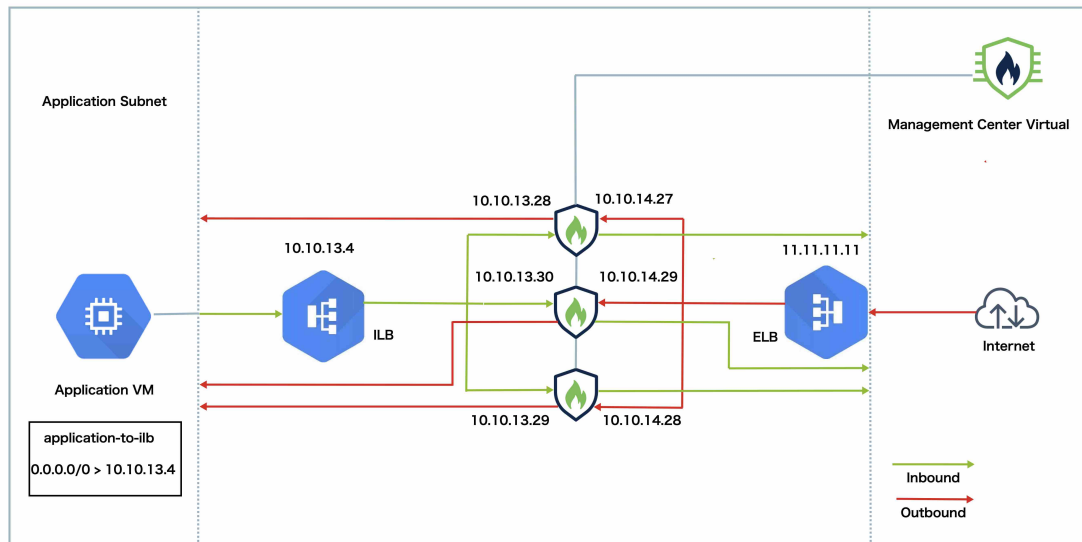 Application Subnet
Management Center Virtual
10.10.13.28
10.10.14.27
10.10.13.4
11.11.11.11
10.10.13.30
10.10.14.29
ILB
ELB
Internet
Application VM
10.10.13.29
10.10.14.28
application-to-ilb
0.0.0.0/0 > 10.10.13.4
Inbound
Outbound